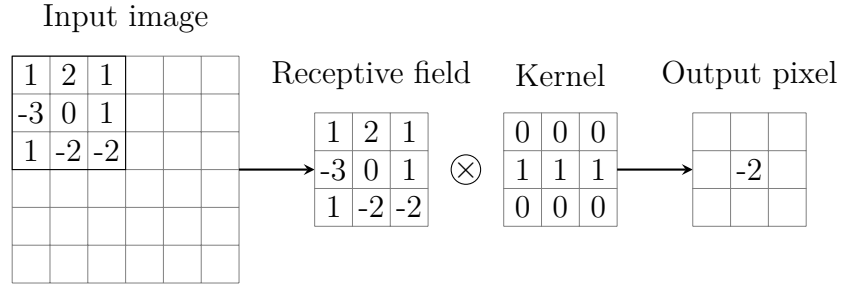 Input image
1 2 1
-3 0 1
1 -2 -2
Receptive field
1 2 1
-3 0 1
1 -2 -2
⊗
Kernel
0 0 0
1 1 1
0 0 0
Output pixel
-2